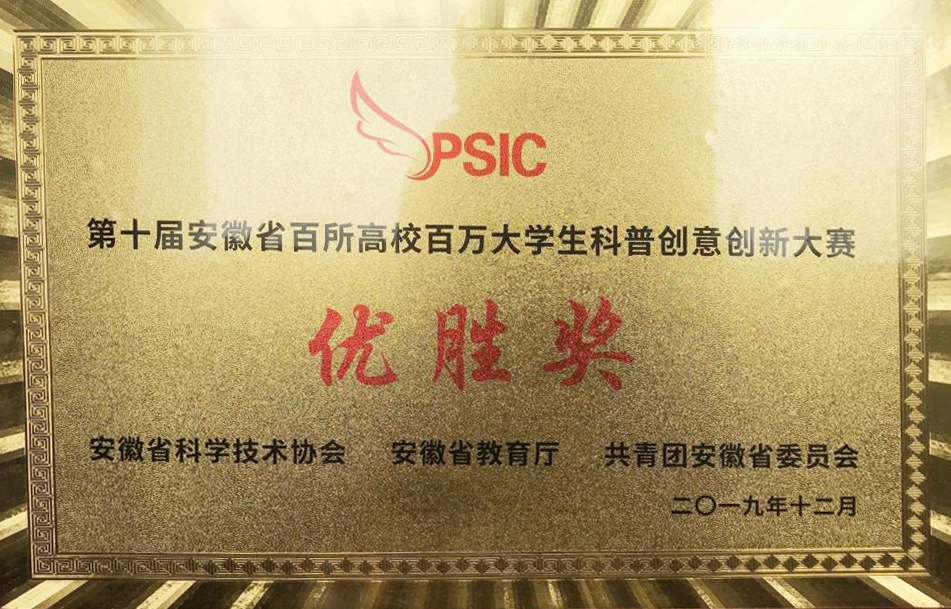 PSIC
第十届安徽省百所高校百万大学生科普创意创新大赛
优胜奖
安徽省科学技术协会 安徽省教育厅 共青团安徽省委员会
二〇一九年十二月